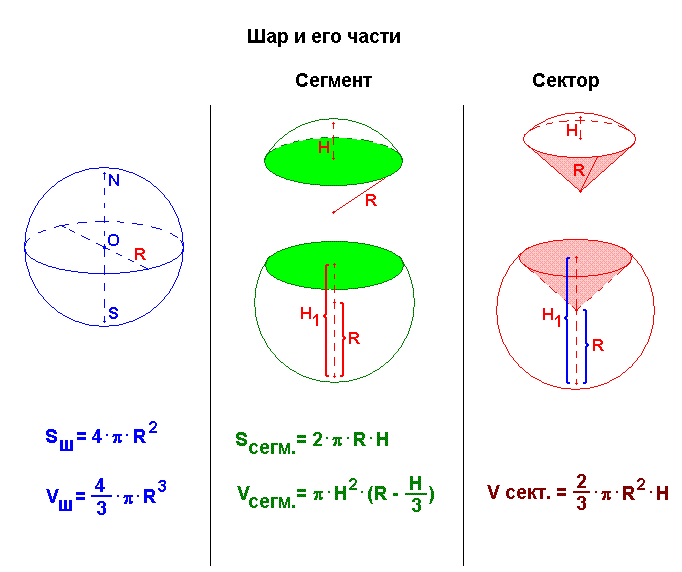 Шар и его части
Сегмент
Сектор
N
O
R
S
H
R
H₁
R
H
R
H₁
R
Sш = 4 · π · R²
Vш = 4/3 · π · R³
Sсегм. = 2 · π · R · H
Vсегм. = π · H² · (R - H/3)
V сект. = 2/3 · π · R² · H